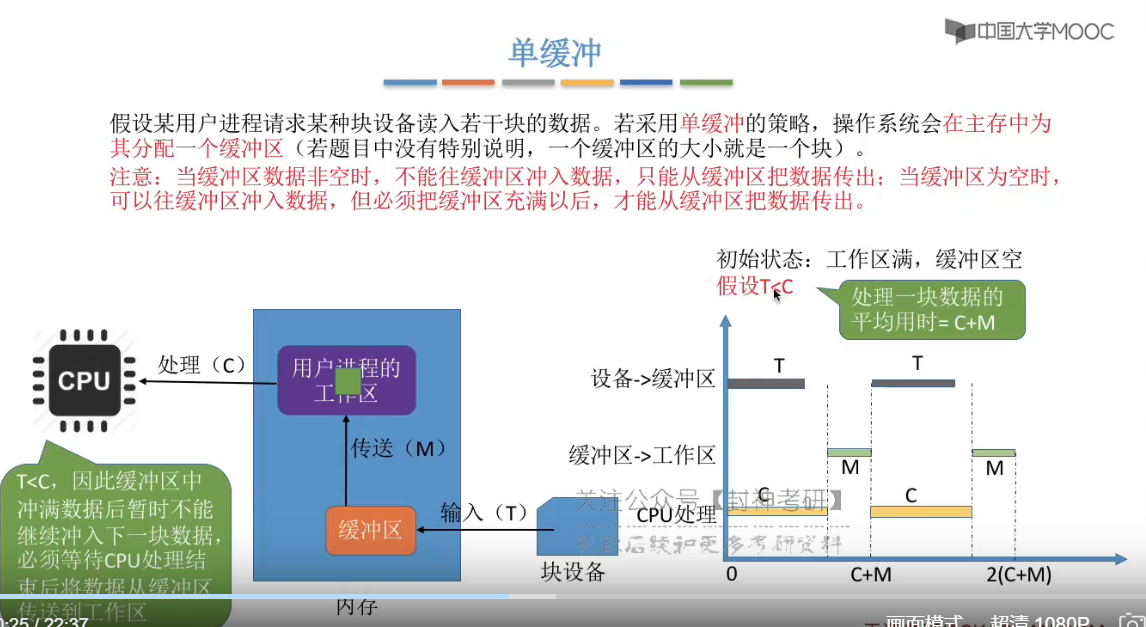 中国大学MOOC
单缓冲
假设某用户进程请求某种块设备读入若干块的数据。若采用单缓冲的策略，操作系统会在主存中为
其分配一个缓冲区（若题目中没有特别说明，一个缓冲区的大小就是一个块）。
注意：当缓冲区数据非空时，不能往缓冲区冲入数据，只能从缓冲区把数据传出；当缓冲区为空时，
可以往缓冲区冲入数据，但必须把缓冲区充满以后，才能从缓冲区把数据传出。
初始状态：工作区满，缓冲区空
假设T<C
处理一块数据的
平均用时= C+M
CPU
处理（C）
用户进程的
工作区
传送（M）
缓冲区
输入（T）
块设备
内存
T<C，因此缓冲区中
冲满数据后暂时不能
继续冲入下一块数据，
必须等待CPU处理结
束后将数据从缓冲区
传送到工作区
设备->缓冲区
T
T
缓冲区->工作区
M
M
关注公众号【封神考研】
CPU处理
C
C
后续和更多考研资料
0
C+M
2(C+M)
0:25 / 22:37
画面模式
超清 1080P